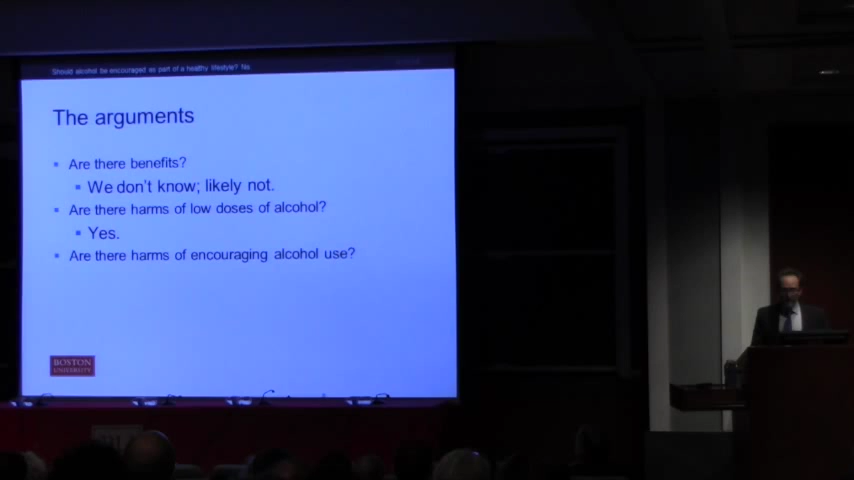 Should alcohol be encouraged as part of a healthy lifestyle? No.
The arguments
Are there benefits?
We don't know; likely not.
Are there harms of low doses of alcohol?
Yes.
Are there harms of encouraging alcohol use?
BOSTON
UNIVERSITY